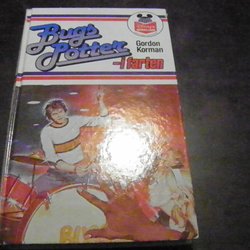 Bugs
Potter
Gordon
Korman
–i farten